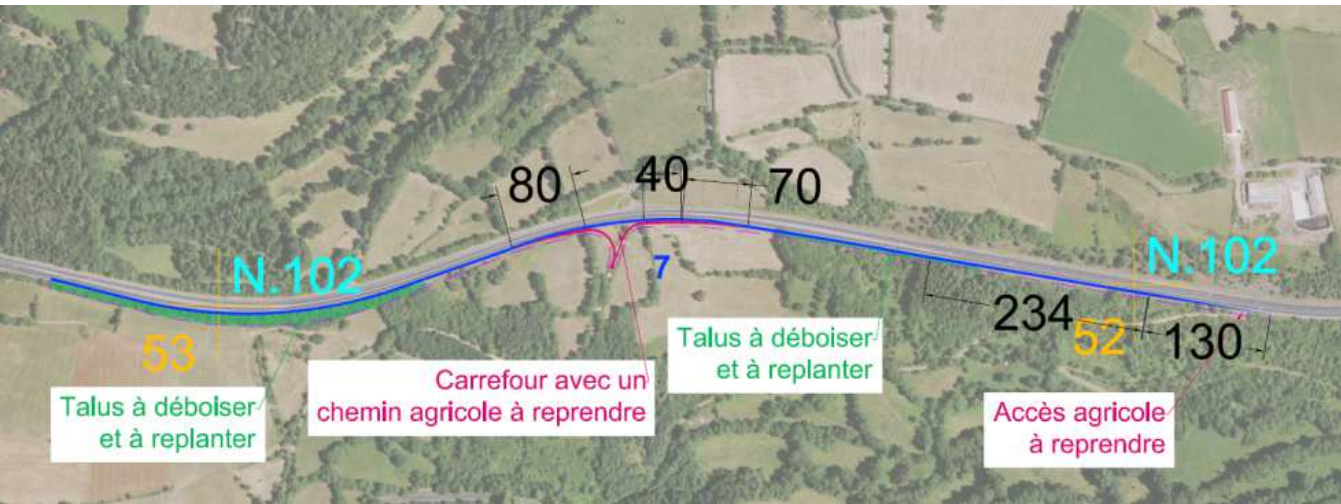 80
40
70
N.102
N.102
7
234
52
130
53
Talus à déboiser
et à replanter
Carrefour avec un
chemin agricole à reprendre
Talus à déboiser
et à replanter
Accès agricole
à reprendre